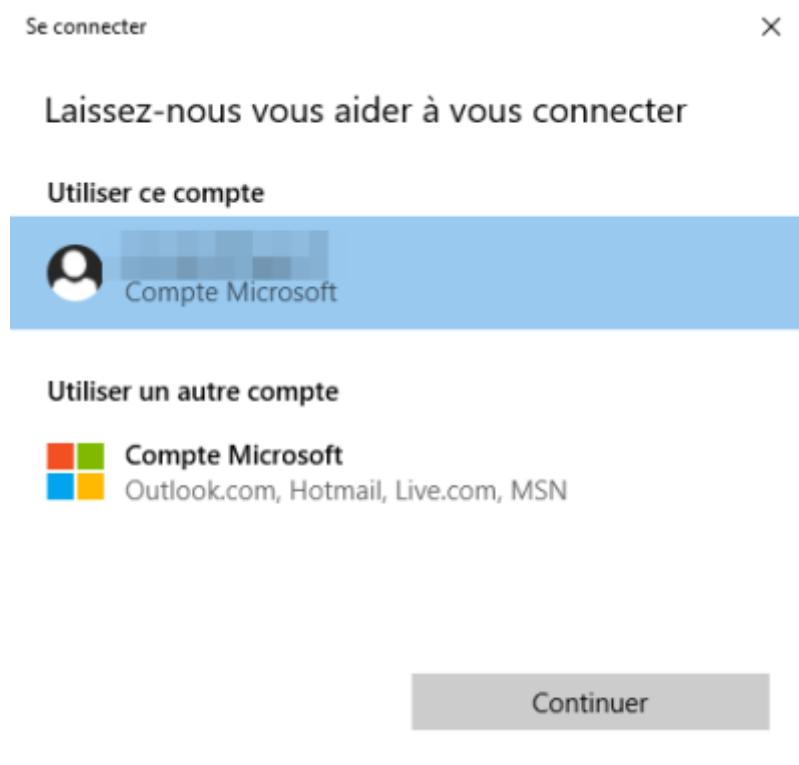 Se connecter
Laissez-nous vous aider à vous connecter
Utiliser ce compte
Compte Microsoft
Utiliser un autre compte
Compte Microsoft
Outlook.com, Hotmail, Live.com, MSN
Continuer